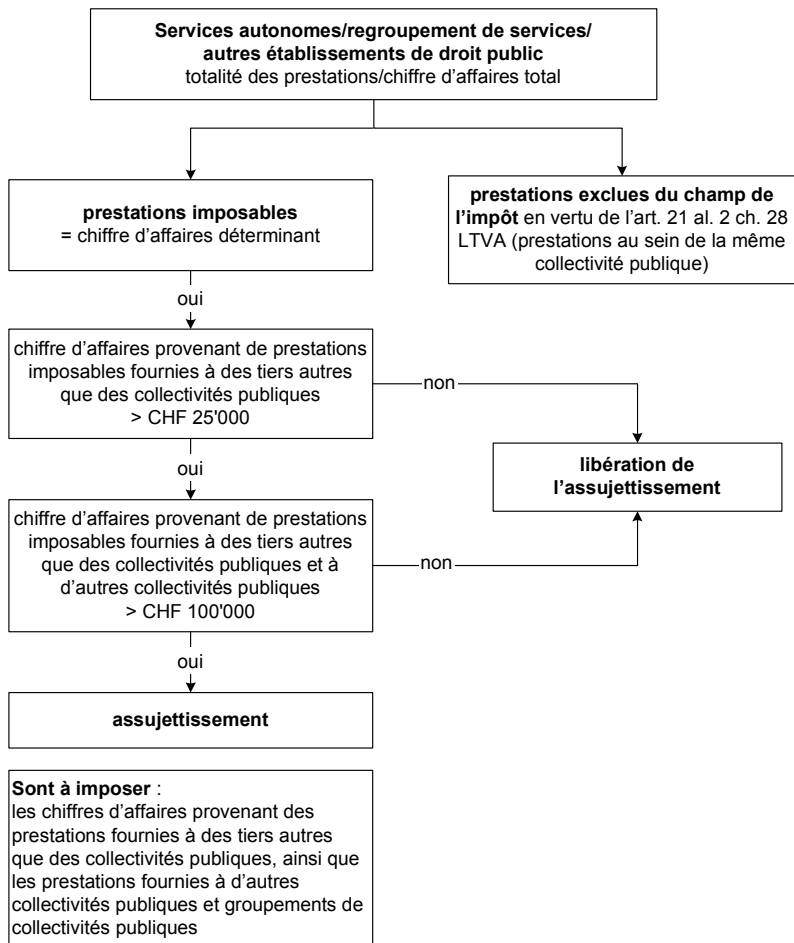 Services autonomes/regroupement de services/
autres établissements de droit public
totalité des prestations/chiffre d'affaires total
prestations imposables
= chiffre d'affaires déterminant
prestations exclues du champ de
l'impôt en vertu de l'art. 21 al. 2 ch. 28
LTVA (prestations au sein de la même
collectivité publique)
oui
chiffre d'affaires provenant de prestations
imposables fournies à des tiers autres
que des collectivités publiques
> CHF 25'000
non
oui
libération de
l'assujettissement
chiffre d'affaires provenant de prestations
imposables fournies à des tiers autres
que des collectivités publiques et à
d'autres collectivités publiques
> CHF 100'000
non
oui
assujettissement
Sont à imposer :
les chiffres d'affaires provenant des
prestations fournies à des tiers autres
que des collectivités publiques, ainsi que
les prestations fournies à d'autres
collectivités publiques et groupements de
collectivités publiques